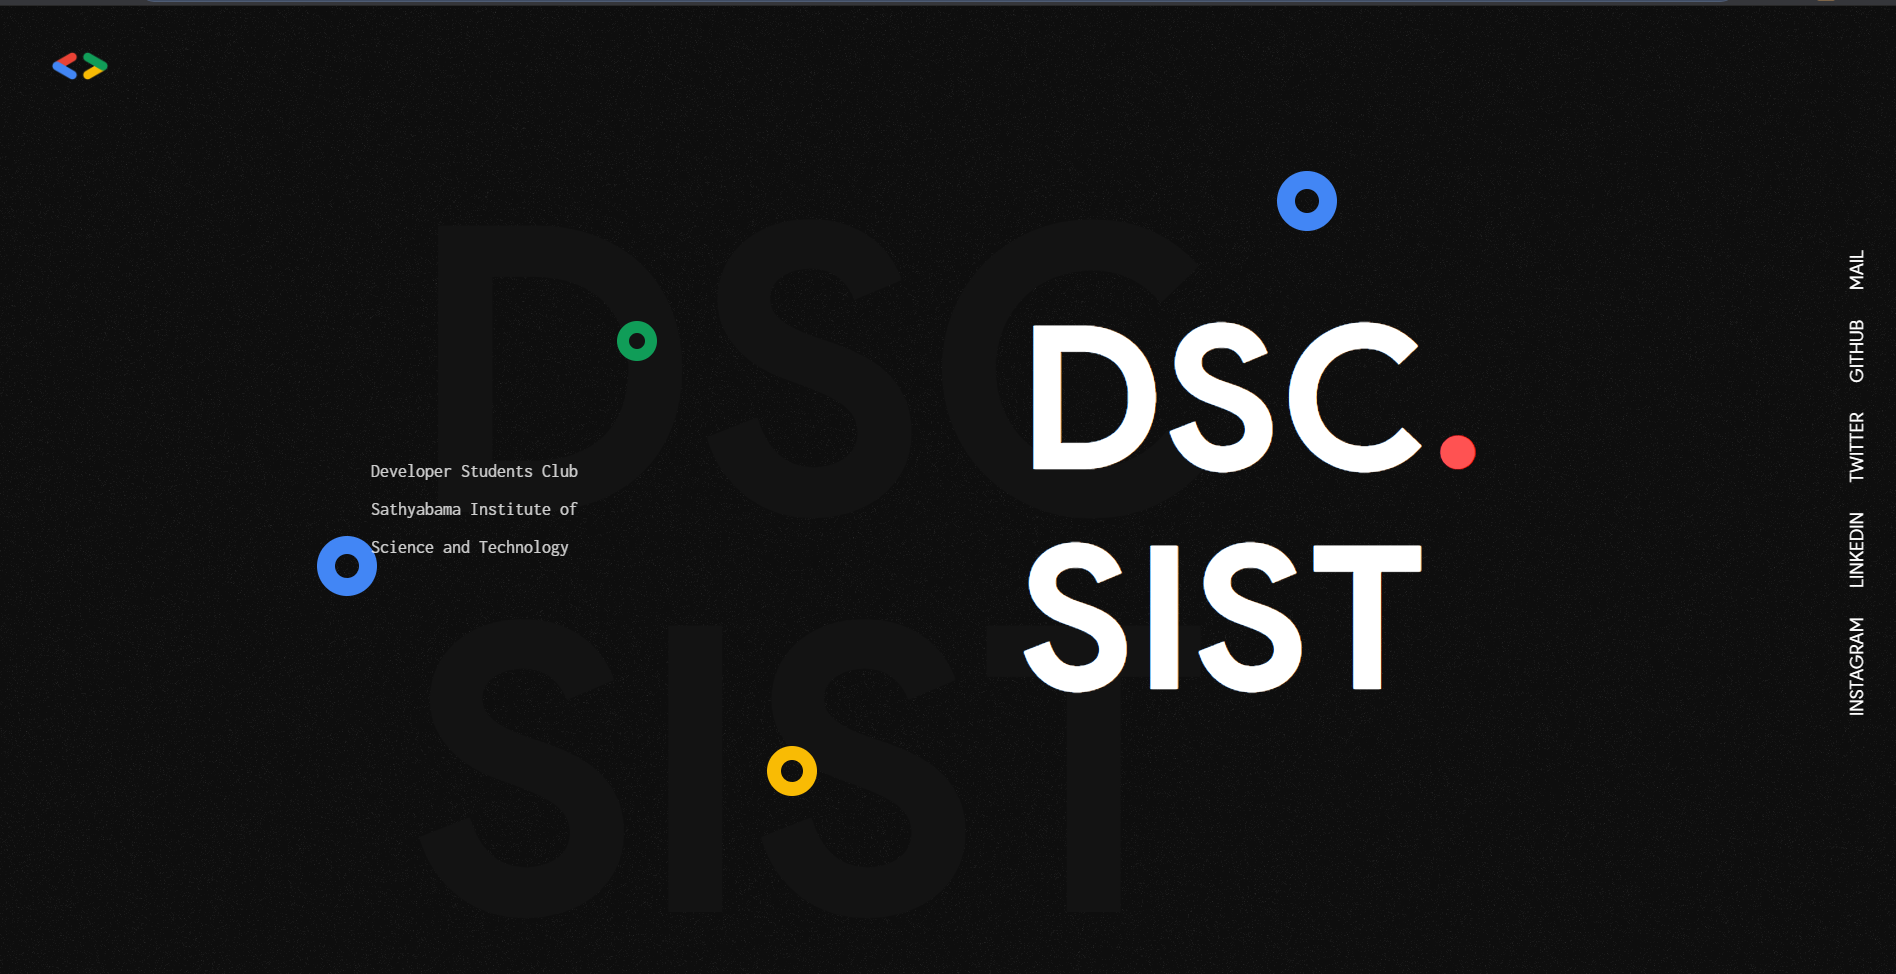 DSC
SIST
Developer Students Club
Sathyabama Institute of
Science and Technology
DSC.
SIST
MAIL
GITHUB
TWITTER
LINKEDIN
INSTAGRAM